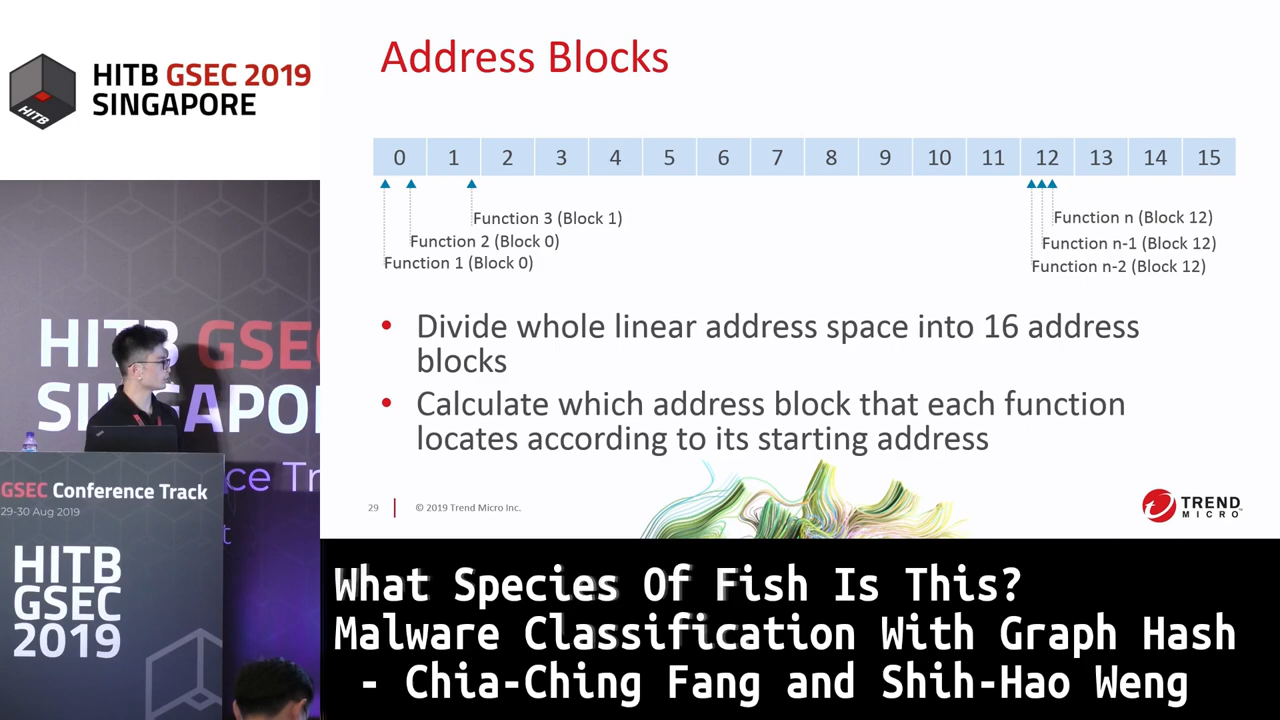 HITB GSEC 2019
SINGAPORE
HITB
Address Blocks
0 1 2 3 4 5 6 7 8 9 10 11 12 13 14 15
Function 3 (Block 1)
Function 2 (Block 0)
Function 1 (Block 0)
Function n (Block 12)
Function n-1 (Block 12)
Function n-2 (Block 12)
• Divide whole linear address space into 16 address
blocks
• Calculate which address block that each function
locates according to its starting address
29
© 2019 Trend Micro Inc.
TREND
MICRO
HITB GSEC
SINGAPO
ce Tr
t
GSEC Conference Track
29-30 Aug 2019
HITB
GSEC
2019
What Species Of Fish Is This?
Malware Classification With Graph Hash
- Chia-Ching Fang and Shih-Hao Weng